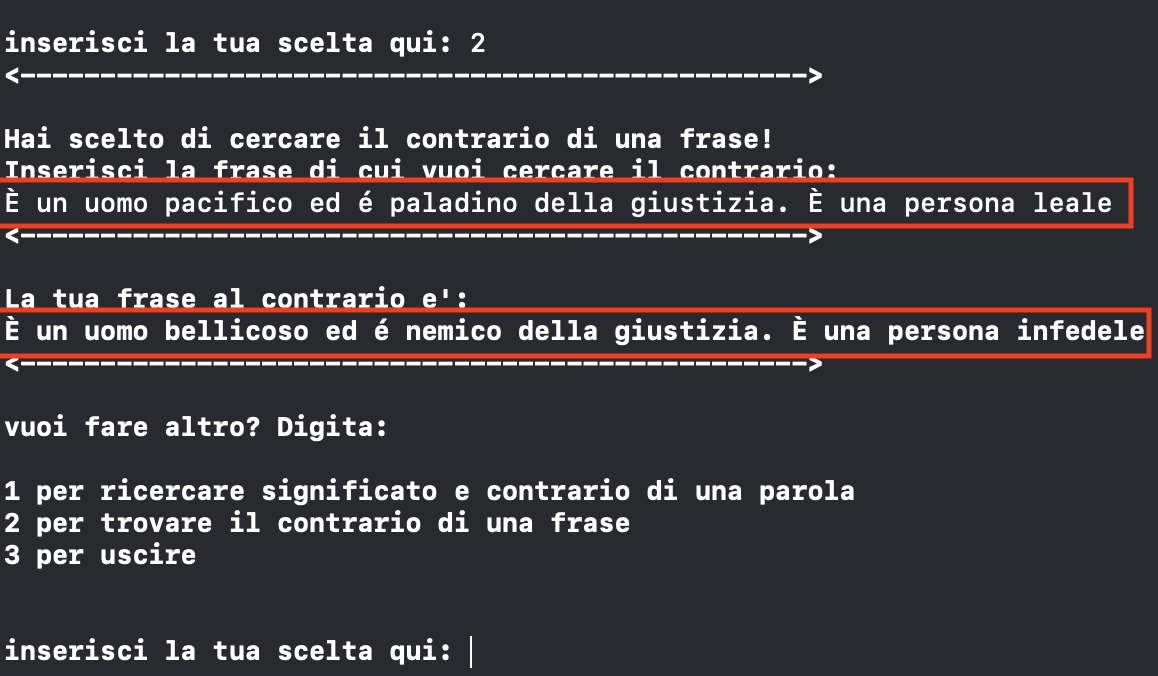 inserisci la tua scelta qui: 2
<------------------------------------------------->
Hai scelto di cercare il contrario di una frase!
Inserisci la frase di cui vuoi cercare il contrario:
È un uomo pacifico ed é paladino della giustizia. È una persona leale
<------------------------------------------------->
La tua frase al contrario e':
È un uomo bellicoso ed é nemico della giustizia. È una persona infedele
<------------------------------------------------->
vuoi fare altro? Digita:
1 per ricercare significato e contrario di una parola
2 per trovare il contrario di una frase
3 per uscire
inserisci la tua scelta qui: